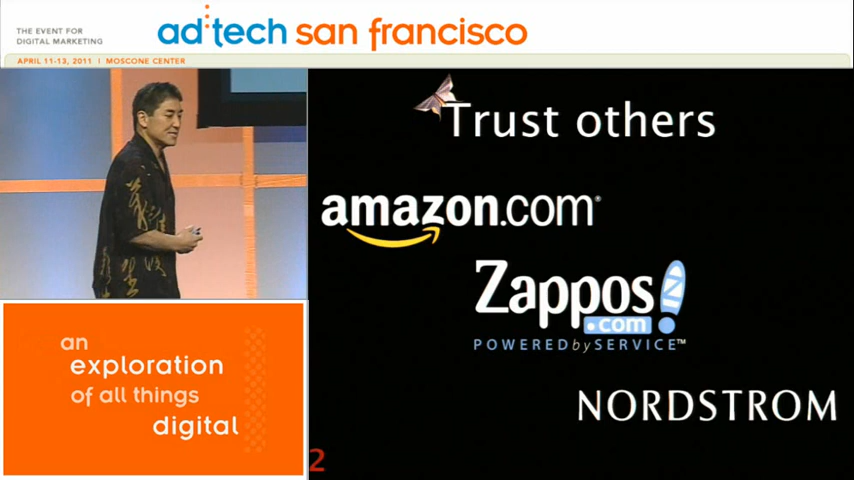 THE EVENT FOR
DIGITAL MARKETING
ad:tech san francisco
APRIL 11-13, 2011 | MOSCONE CENTER
Trust others
amazon.com
Zappos
.com
POWERED by SERVICE™
NORDSTROM
2
an
exploration
of all things
digital